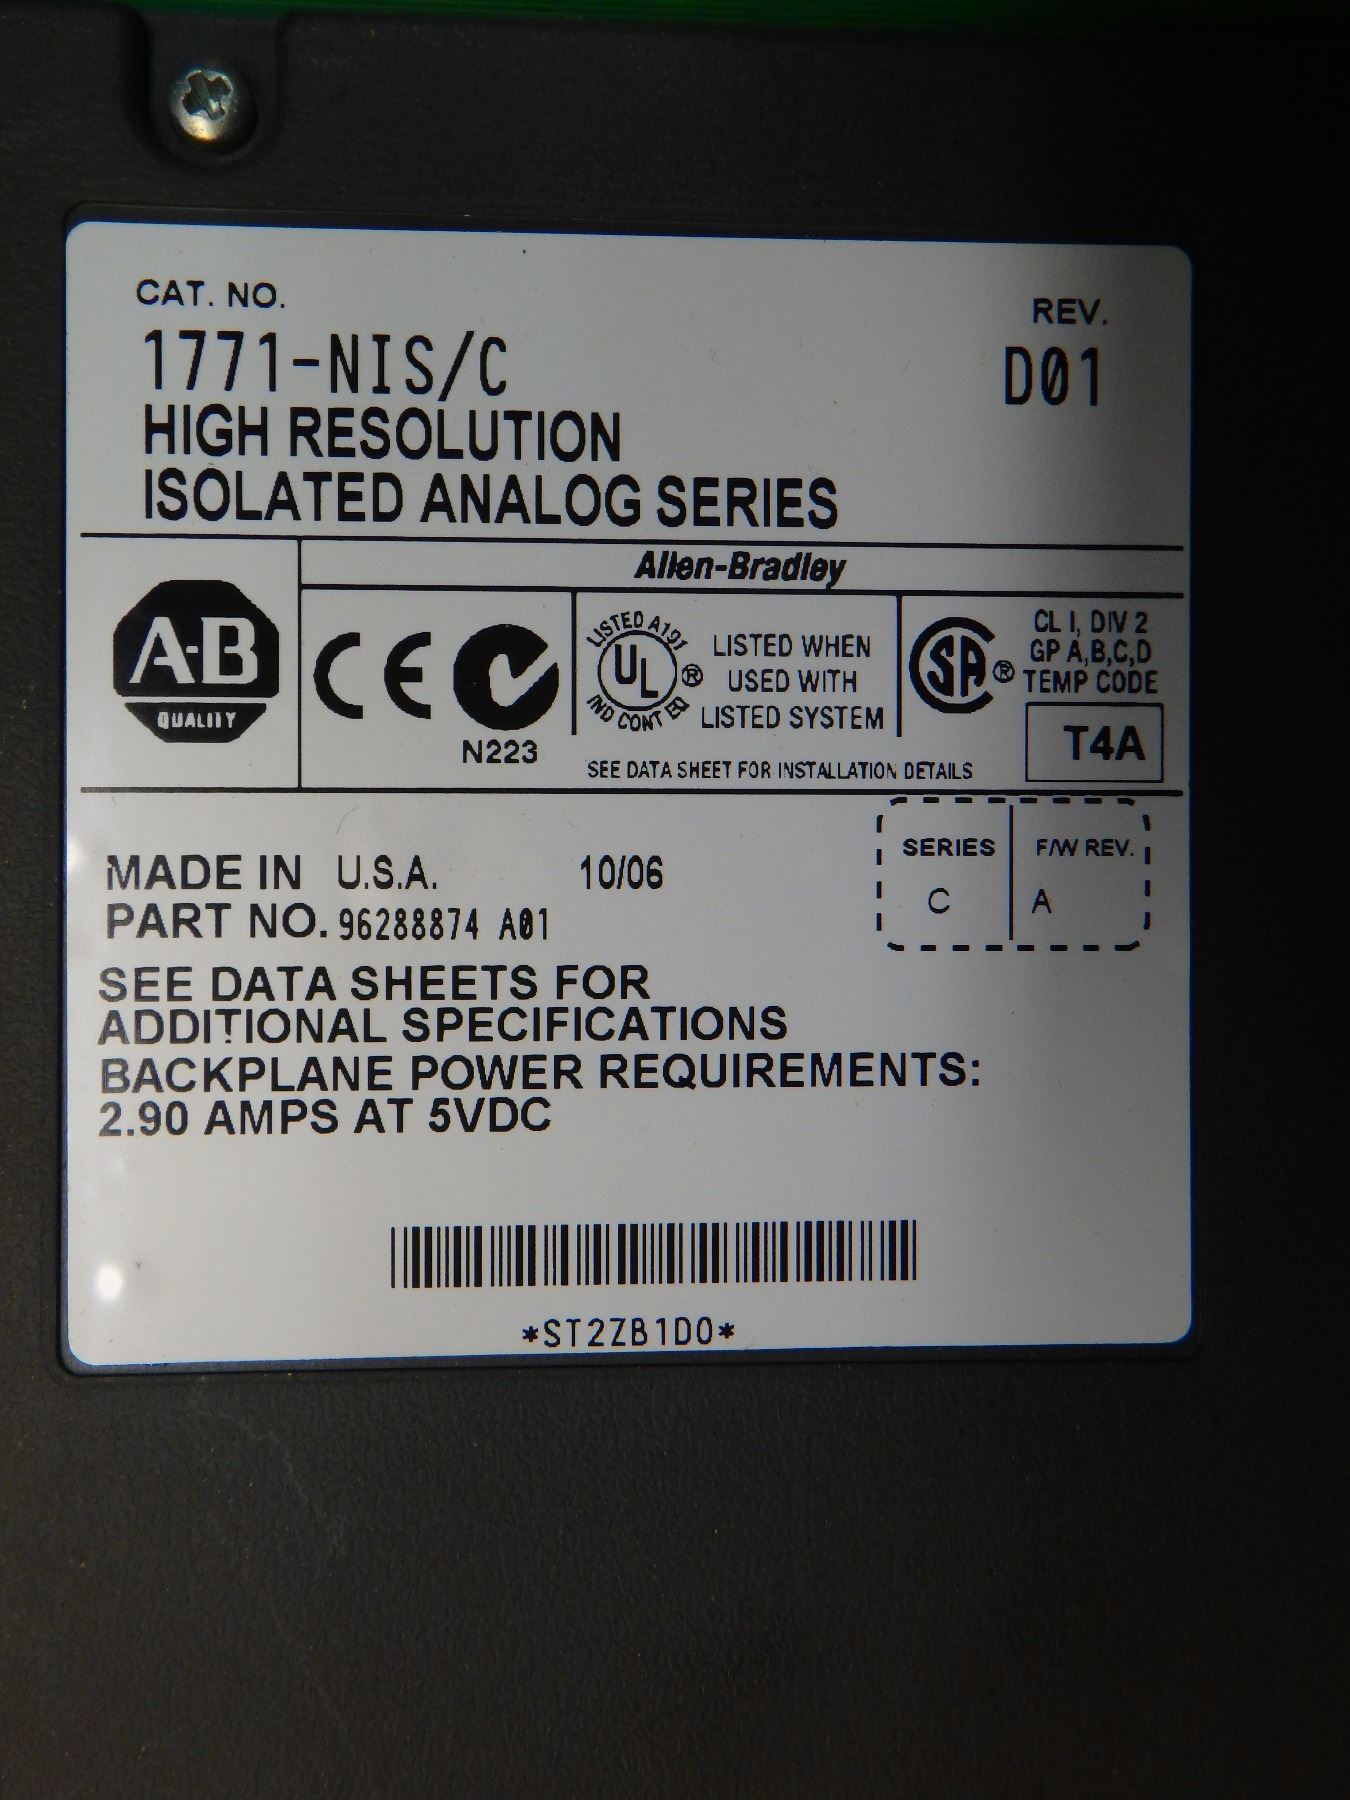 CAT. NO.
REV.
1771-NIS/C
D01
HIGH RESOLUTION
ISOLATED ANALOG SERIES
Allen-Bradley
A-B
QUALITY
CE
N223
LISTED A191
UL ®
IND CONT EQ
LISTED WHEN
USED WITH
LISTED SYSTEM
SA ®
CL I, DIV 2
GP A,B,C,D
TEMP CODE
T4A
SEE DATA SHEET FOR INSTALLATION DETAILS
MADE IN U.S.A. 10/06
PART NO. 96288874 A01
SERIES
F/W REV.
C
A
SEE DATA SHEETS FOR
ADDITIONAL SPECIFICATIONS
BACKPLANE POWER REQUIREMENTS:
2.90 AMPS AT 5VDC
*ST2ZB1D0*